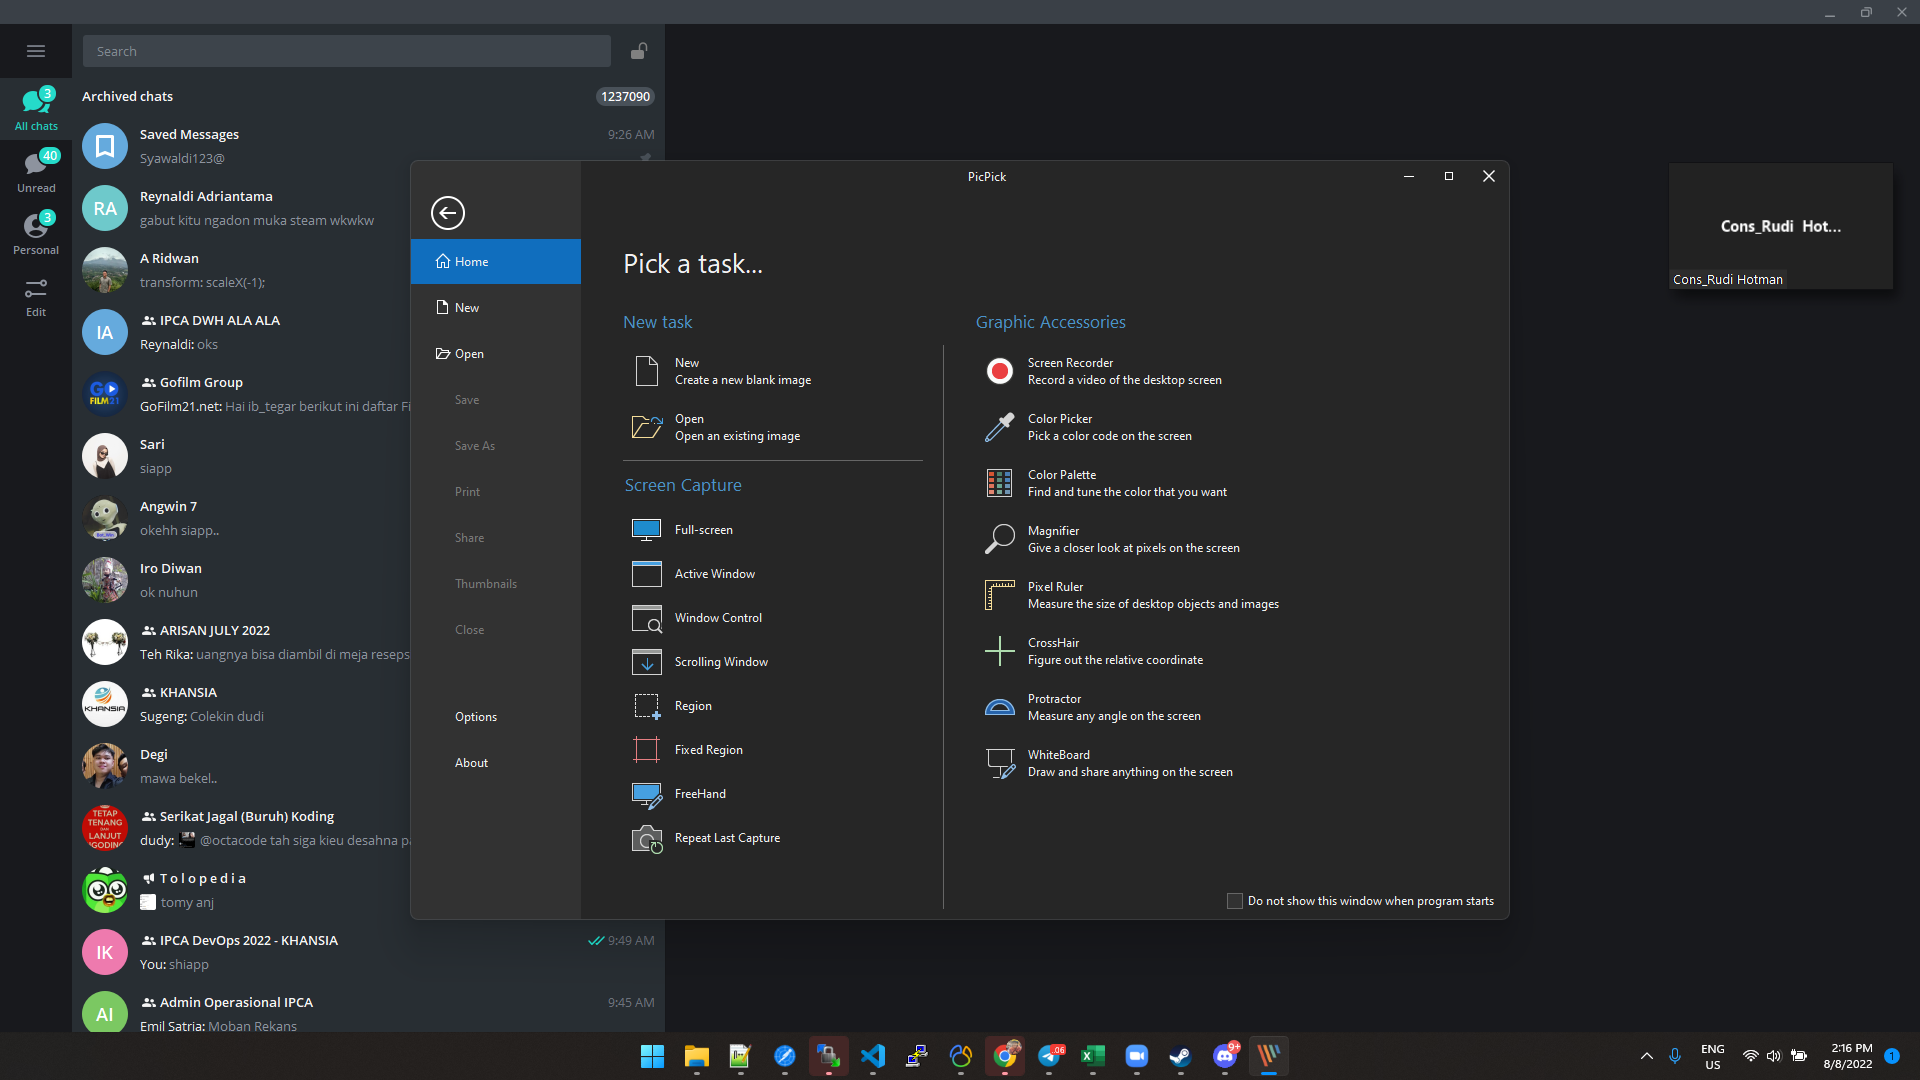 Search
Archived chats
1237090
3
All chats
40
Unread
3
Personal
Edit
Saved Messages
9:26 AM
Syawaldi123@
RA
Reynaldi Adriantama
gabut kitu ngadon muka steam wkwkw
A Ridwan
transform: scaleX(-1);
IA
IPCA DWH ALA ALA
Reynaldi: oks
GO
FILM21
Gofilm Group
GoFilm21.net: Hai ib_tegar berikut ini daftar Fi
Sari
siapp
Angwin 7
okehh siapp..
Iro Diwan
ok nuhun
ARISAN JULY 2022
Teh Rika: uangnya bisa diambil di meja reseps
KHANSIA
KHANSIA
Sugeng: Colekin dudi
Degi
mawa bekel..
TETAP
TENANG
LANJUT
NGODING
Serikat Jagal (Buruh) Koding
dudy: @octacode tah siga kieu desahna pa
T o l o p e d i a
tomy anj
IK
IPCA DevOps 2022 - KHANSIA
9:49 AM
You: shiapp
AI
Admin Operasional IPCA
9:45 AM
Emil Satria: Moban Rekans
PicPick
Home
New
Open
Save
Save As
Print
Share
Thumbnails
Close
Options
About
Pick a task...
New task
New
Create a new blank image
Open
Open an existing image
Screen Capture
Full-screen
Active Window
Window Control
Scrolling Window
Region
Fixed Region
FreeHand
Repeat Last Capture
Graphic Accessories
Screen Recorder
Record a video of the desktop screen
Color Picker
Pick a color code on the screen
Color Palette
Find and tune the color that you want
Magnifier
Give a closer look at pixels on the screen
Pixel Ruler
Measure the size of desktop objects and images
CrossHair
Figure out the relative coordinate
Protractor
Measure any angle on the screen
WhiteBoard
Draw and share anything on the screen
Do not show this window when program starts
Cons_Rudi Hot...
Cons_Rudi Hotman
.06
9+
ENG
US
2:16 PM
8/8/2022
1